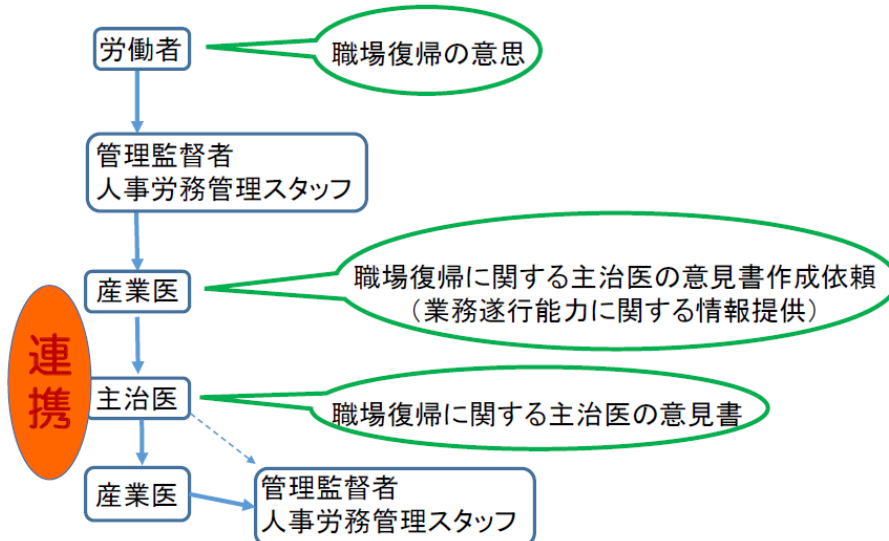 労働者
職場復帰の意思
管理監督者
人事労務管理スタッフ
産業医
職場復帰に関する主治医の意見書作成依頼
（業務遂行能力に関する情報提供）
連携
主治医
職場復帰に関する主治医の意見書
産業医
管理監督者
人事労務管理スタッフ